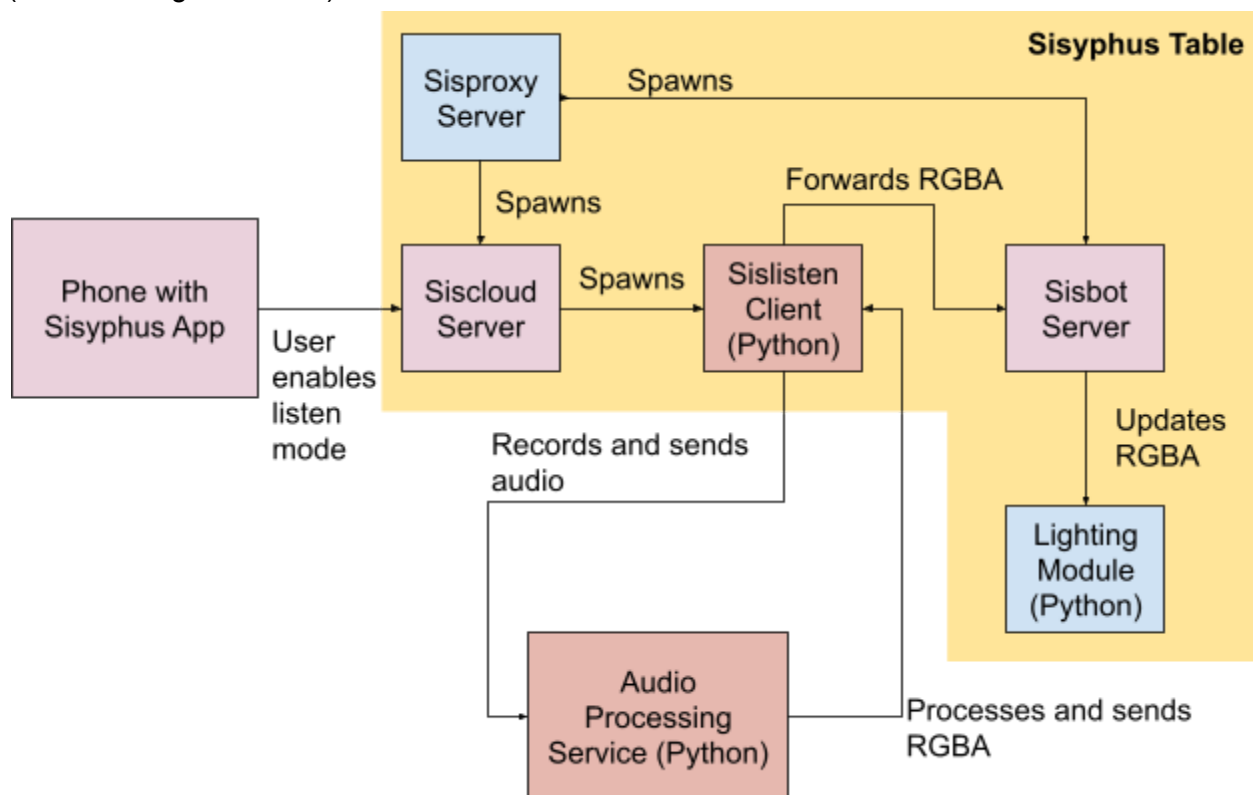 Sisyphus Table
Sisproxy
Server
Spawns
Spawns
Forwards RGBA
Phone with
Sisyphus App
User
enables
listen
mode
Siscloud
Server
Spawns
Sislisten
Client
(Python)
Sisbot
Server
Records and sends
audio
Updates
RGBA
Lighting
Module
(Python)
Audio
Processing
Service (Python)
Processes and sends
RGBA